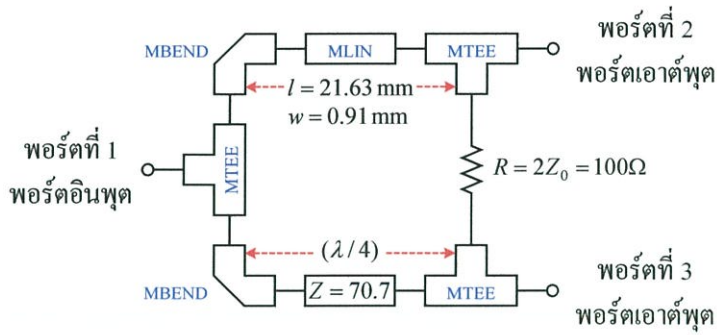 พอร์ตที่ 2
พอร์ตเอาต์พุต
MBEND
MLIN
MTEE
l = 21.63 mm
w = 0.91 mm
พอร์ตที่ 1
พอร์ตอินพุต
MTEE
R = 2Z₀ = 100Ω
(λ/4)
MBEND
Z = 70.7
MTEE
พอร์ตที่ 3
พอร์ตเอาต์พุต